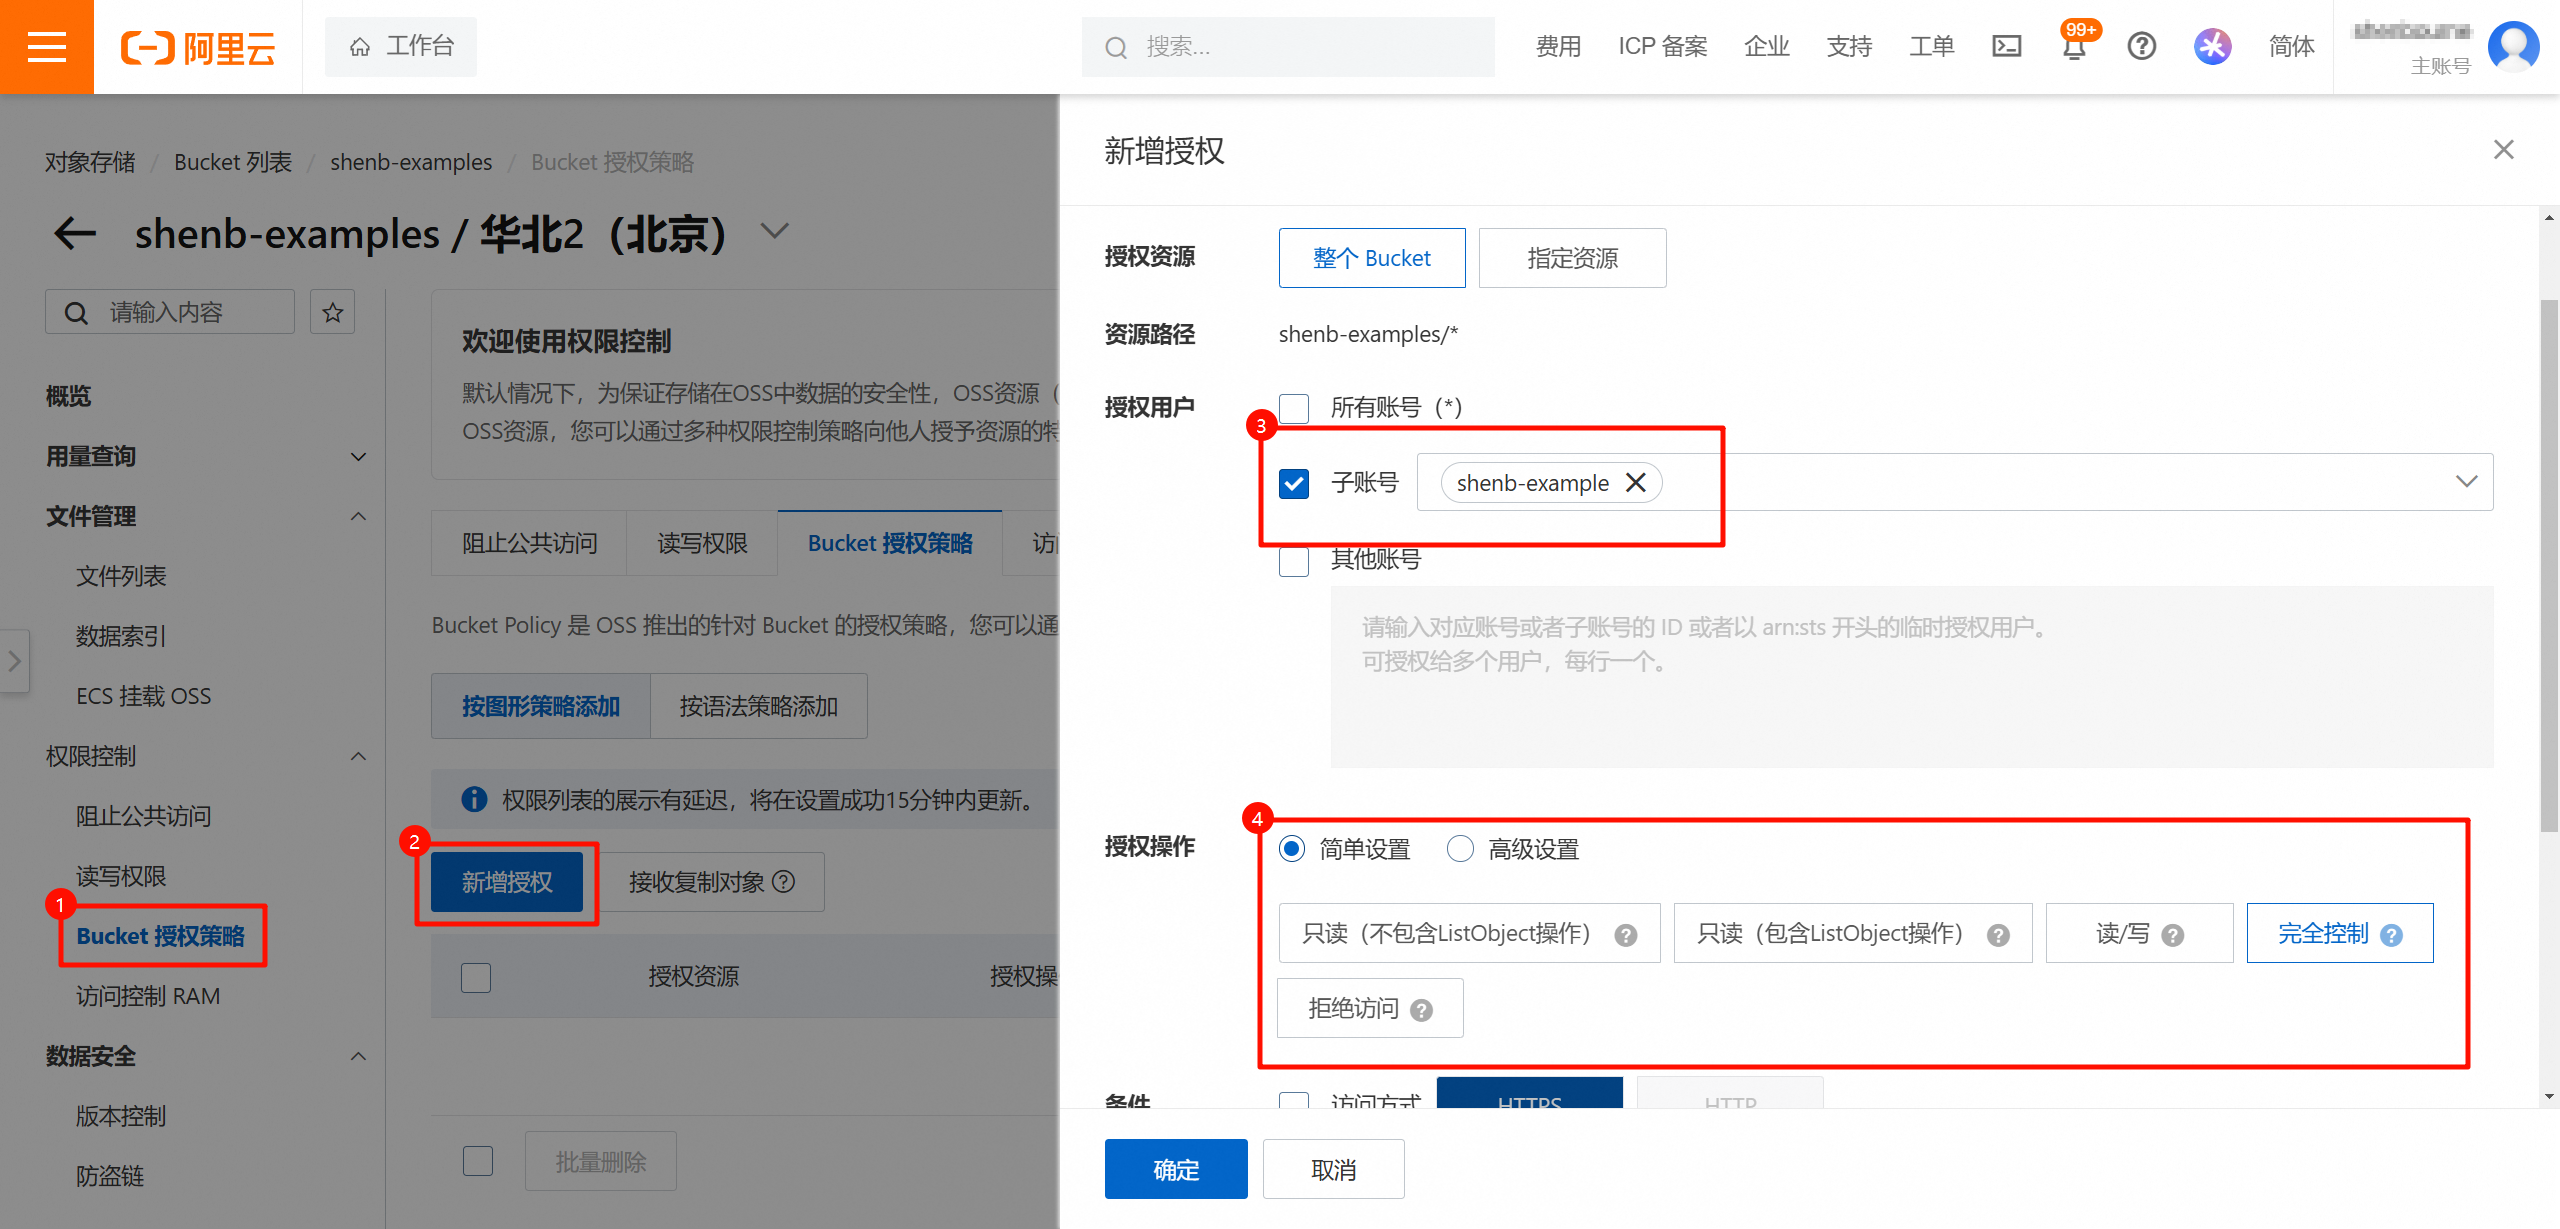 阿里云
工作台
搜索...
费用
ICP 备案
企业
支持
工单
99+
简体
主账号
对象存储 / Bucket 列表 / shenb-examples / Bucket 授权策略
shenb-examples / 华北2（北京）
请输入内容
概览
用量查询
文件管理
文件列表
数据索引
ECS 挂载 OSS
权限控制
阻止公共访问
读写权限
1
Bucket 授权策略
访问控制 RAM
数据安全
版本控制
防盗链
欢迎使用权限控制
默认情况下，为保证存储在OSS中数据的安全性，OSS资源（
OSS资源，您可以通过多种权限控制策略向他人授予资源的特
阻止公共访问
读写权限
Bucket 授权策略
访
Bucket Policy 是 OSS 推出的针对 Bucket 的授权策略，您可以通
按图形策略添加
按语法策略添加
权限列表的展示有延迟，将在设置成功15分钟内更新。
2
新增授权
接收复制对象
授权资源
授权操
批量删除
新增授权
授权资源
整个 Bucket
指定资源
资源路径
shenb-examples/*
授权用户
所有账号（*）
3
子账号
shenb-example
其他账号
请输入对应账号或者子账号的 ID 或者以 arn:sts 开头的临时授权用户。
可授权给多个用户，每行一个。
4
授权操作
简单设置
高级设置
只读（不包含ListObject操作）
只读（包含ListObject操作）
读/写
完全控制
拒绝访问
条件
访问方式
HTTPS
HTTP
确定
取消